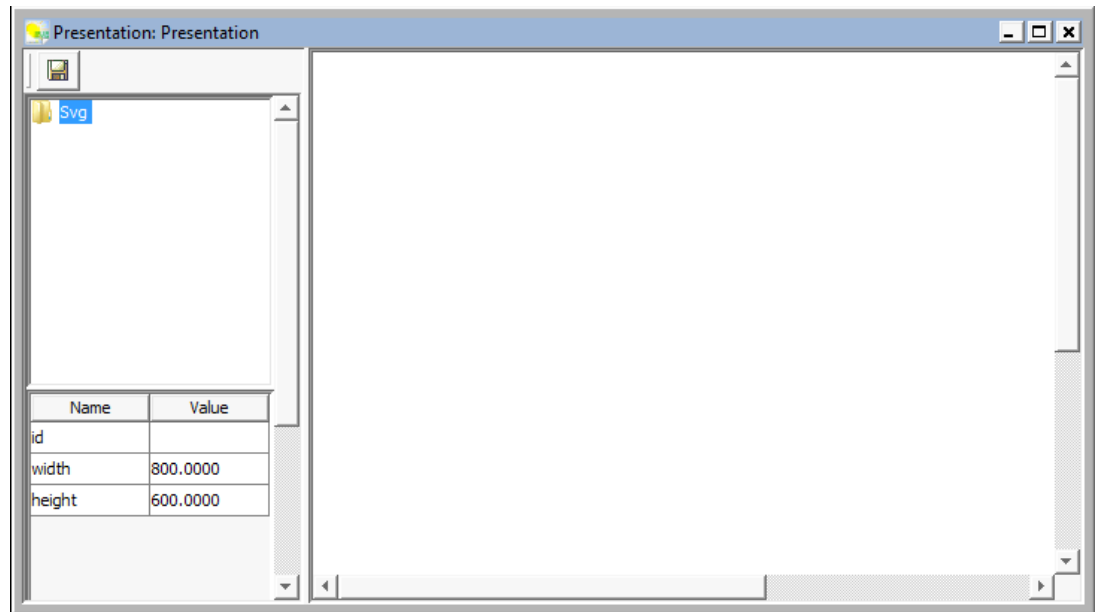 Presentation: Presentation
Svg
Name Value
id
width 800.0000
height 600.0000